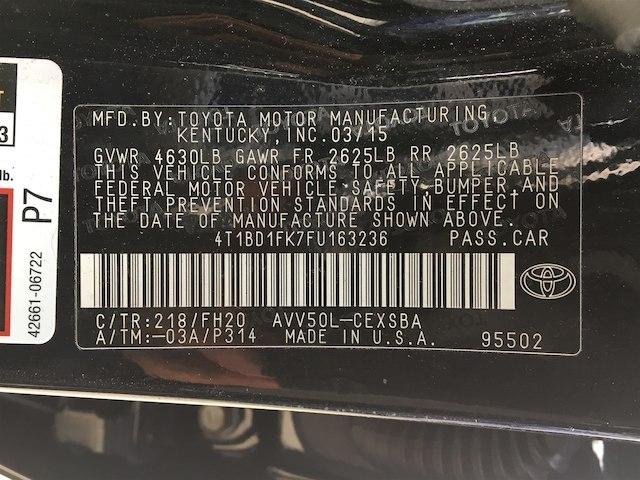 MFD.BY:TOYOTA MOTOR MANUFACTURING
KENTUCKY,INC.03/15
GVWR 4630LB GAWR FR 2625LB RR 2625LB
THIS VEHICLE CONFORMS TO ALL APPLICABLE
FEDERAL MOTOR VEHICLE SAFETY,BUMPER,AND
THEFT PREVENTION STANDARDS IN EFFECT ON
THE DATE OF MANUFACTURE SHOWN ABOVE.
4T1BD1FK7FU163236 PASS.CAR
C/TR:218/FH20 AVV50L-CEXSBA
A/TM:-03A/P314 MADE IN U.S.A. 95502
3
lb.
P7
42661-06722
TOYOTA